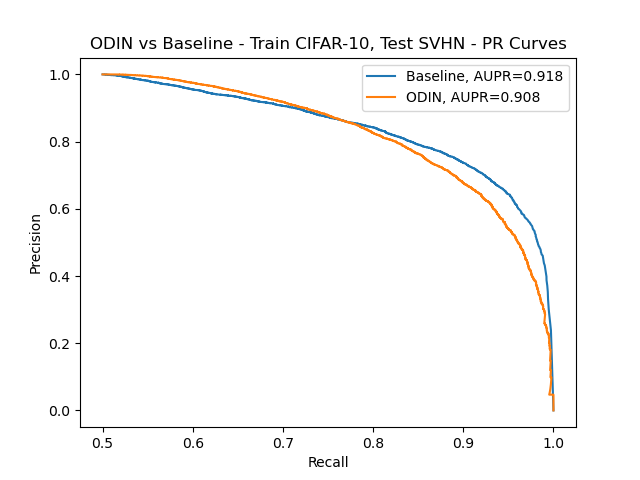 ODIN vs Baseline - Train CIFAR-10, Test SVHN - PR Curves
Baseline, AUPR=0.918
ODIN, AUPR=0.908
Precision
1.0
0.8
0.6
0.4
0.2
0.0
0.5 0.6 0.7 0.8 0.9 1.0
Recall